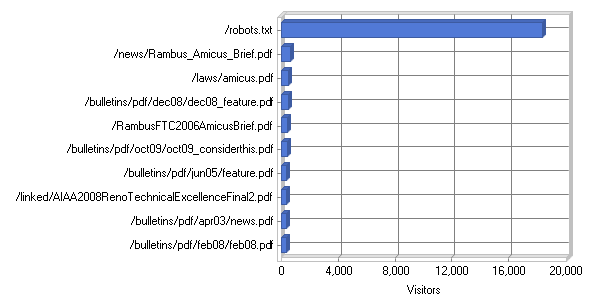 /robots.txt
/news/Rambus_Amicus_Brief.pdf
/laws/amicus.pdf
/bulletins/pdf/dec08/dec08_feature.pdf
/RambusFTC2006AmicusBrief.pdf
/bulletins/pdf/oct09/oct09_considerthis.pdf
/bulletins/pdf/jun05/feature.pdf
/linked/AIAA2008RenoTechnicalExcellenceFinal2.pdf
/bulletins/pdf/apr03/news.pdf
/bulletins/pdf/feb08/feb08.pdf
0 4,000 8,000 12,000 16,000 20,000
Visitors